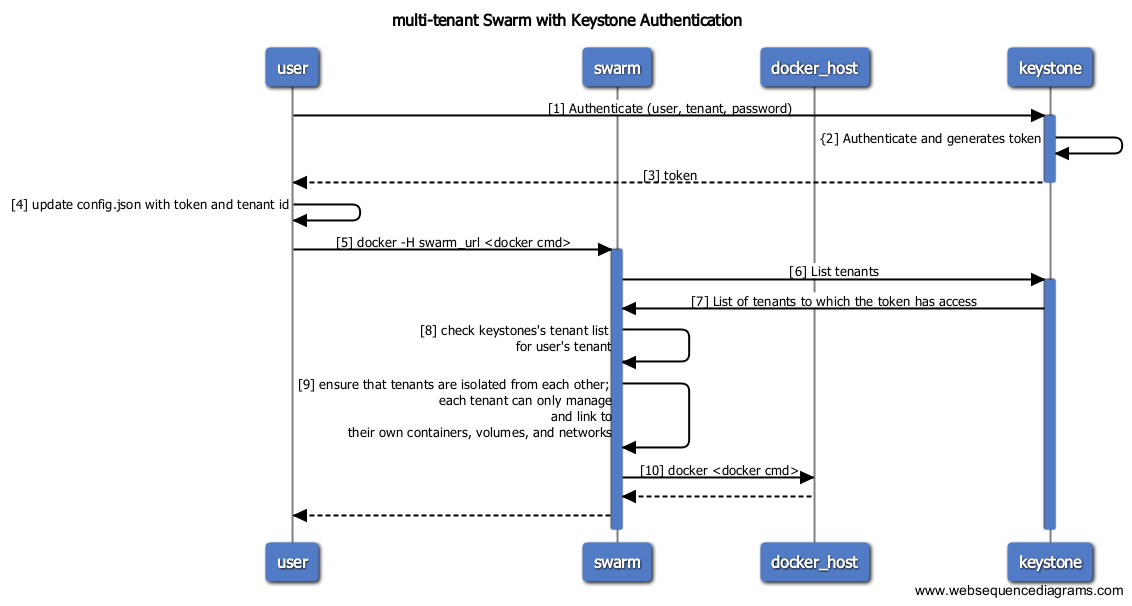 multi-tenant Swarm with Keystone Authentication
user
swarm
docker_host
keystone
[1] Authenticate (user, tenant, password)
{2] Authenticate and generates token
[3] token
[4] update config.json with token and tenant id
[5] docker -H swarm_url <docker cmd>
[6] List tenants
[7] List of tenants to which the token has access
[8] check keystones's tenant list
for user's tenant
[9] ensure that tenants are isolated from each other;
each tenant can only manage
and link to
their own containers, volumes, and networks
[10] docker <docker cmd>
user
swarm
docker_host
keystone
www.websequencediagrams.com